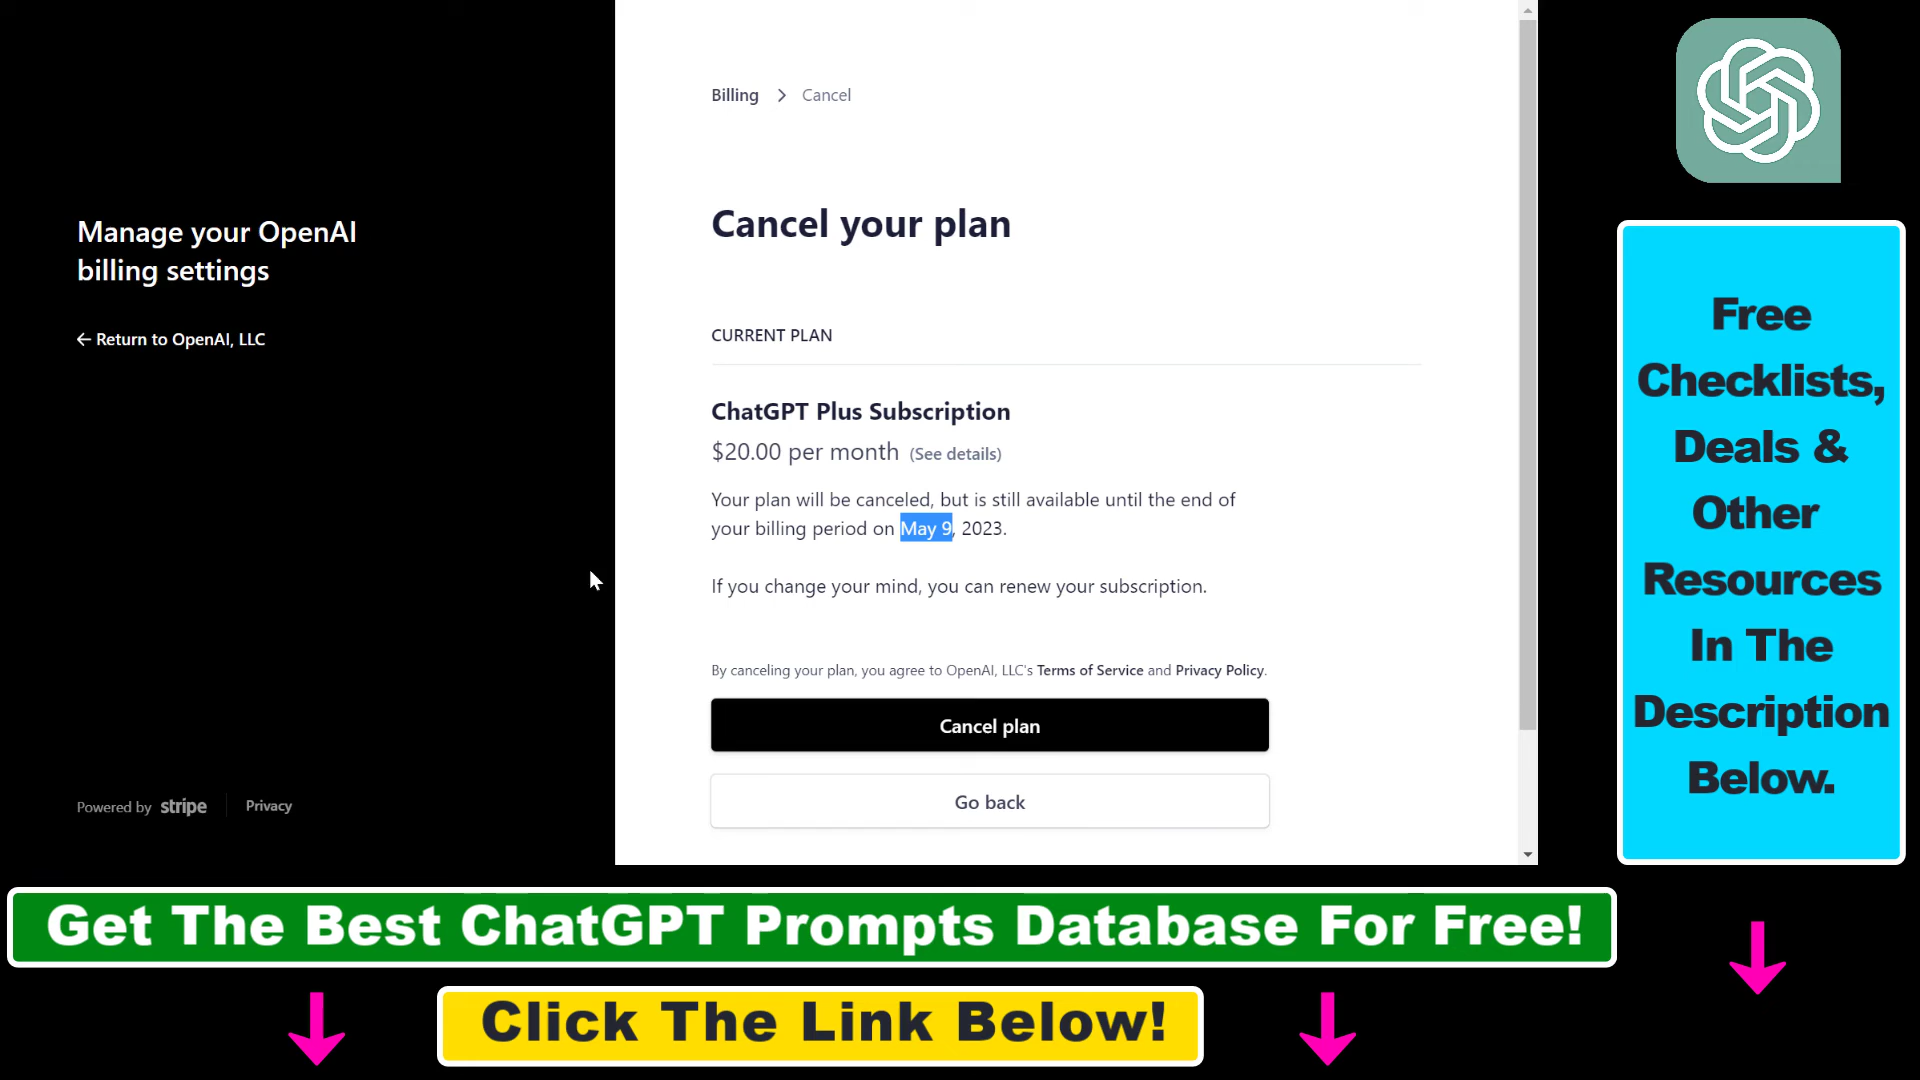 Manage your OpenAI
billing settings
Return to OpenAI, LLC
Powered by stripe
Privacy
Billing
Cancel
Cancel your plan
CURRENT PLAN
ChatGPT Plus Subscription
$20.00 per month (See details)
Your plan will be canceled, but is still available until the end of
your billing period on May 9, 2023.
If you change your mind, you can renew your subscription.
By canceling your plan, you agree to OpenAI, LLC's Terms of Service and Privacy Policy.
Cancel plan
Go back
Free
Checklists,
Deals &
Other
Resources
In The
Description
Below.
Get The Best ChatGPT Prompts Database For Free!
Click The Link Below!